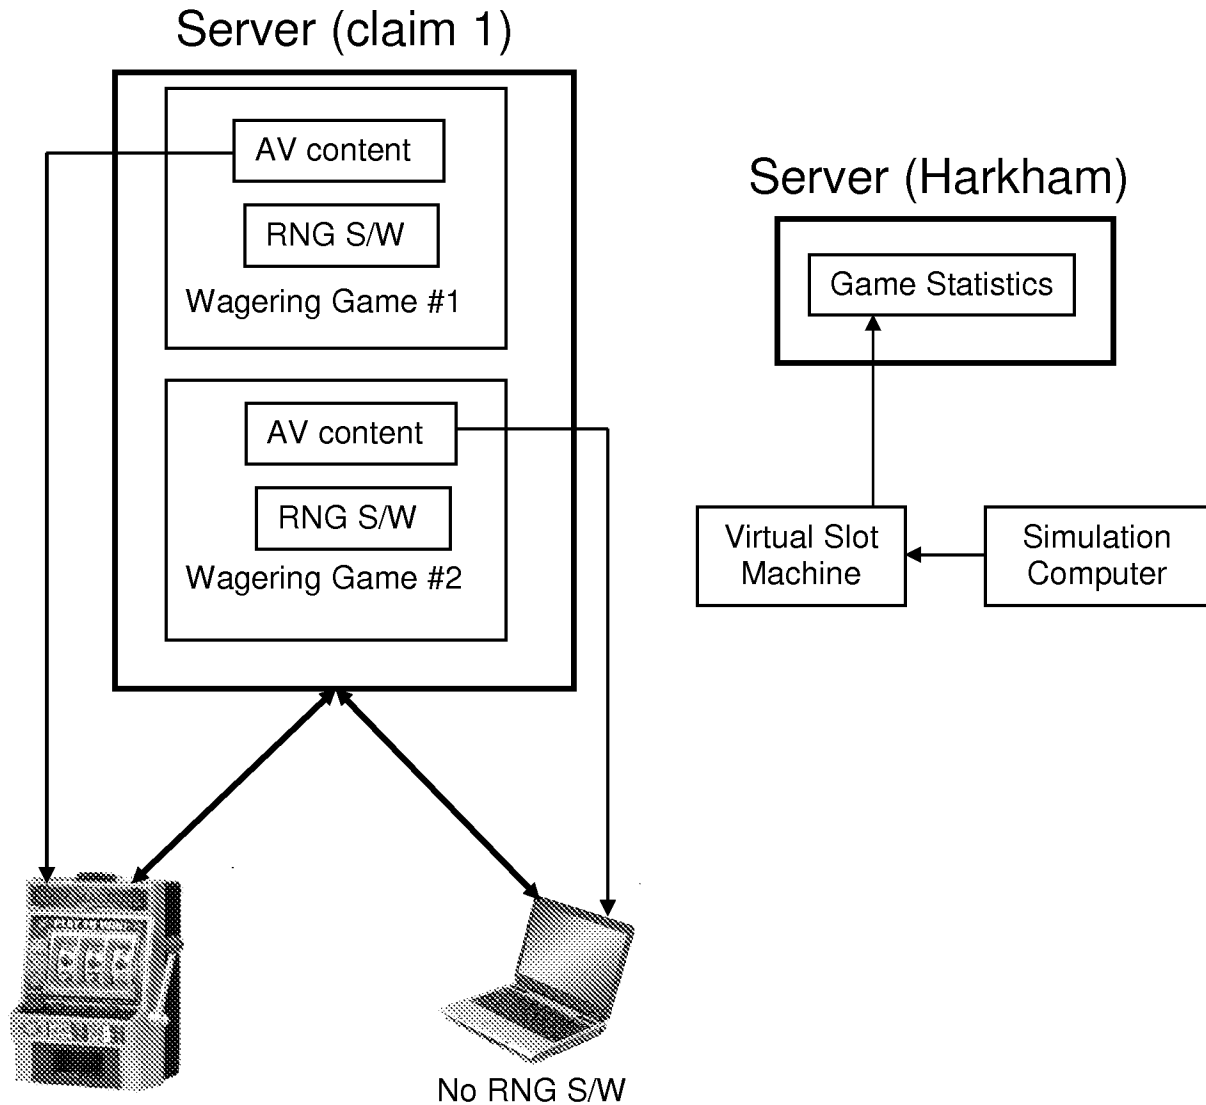 Server (claim 1)
AV content
RNG S/W
Wagering Game #1
AV content
RNG S/W
Wagering Game #2
No RNG S/W
Server (Harkham)
Game Statistics
Virtual Slot
Machine
Simulation
Computer